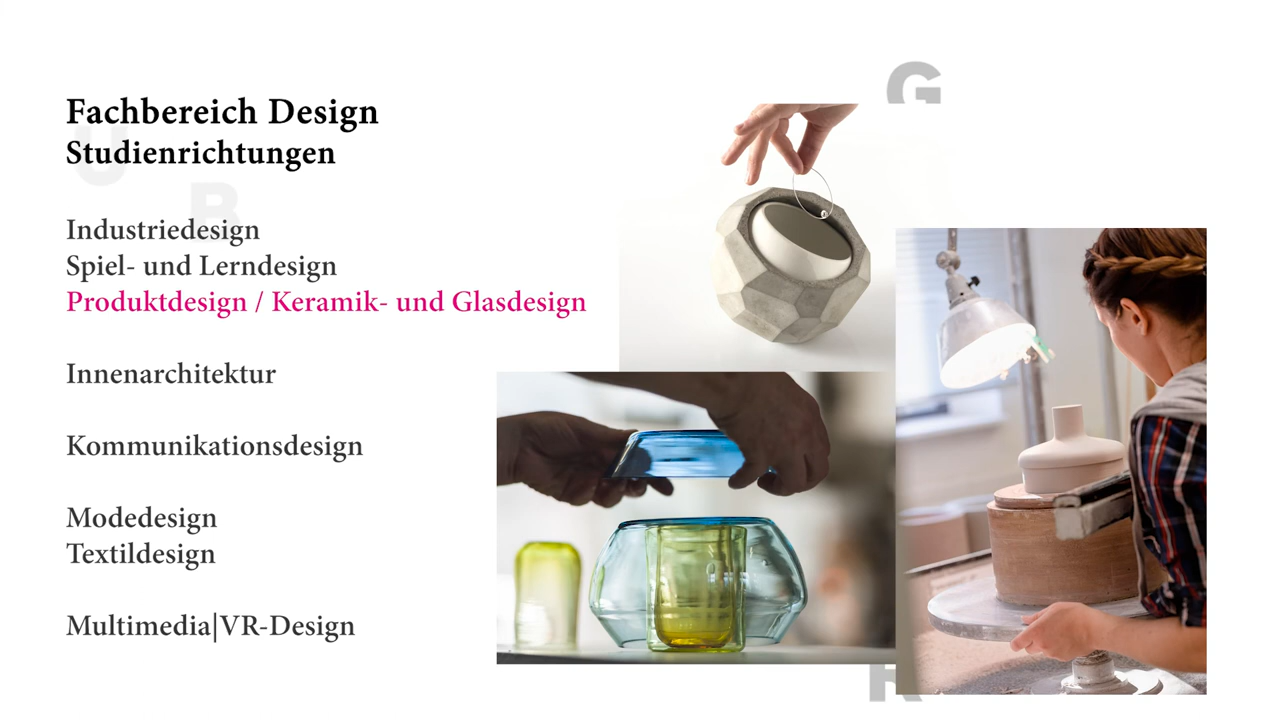 Fachbereich Design
Studienrichtungen
Industriedesign
Spiel- und Lerndesign
Produktdesign / Keramik- und Glasdesign
Innenarchitektur
Kommunikationsdesign
Modedesign
Textildesign
Multimedia|VR-Design
G
U
B
R